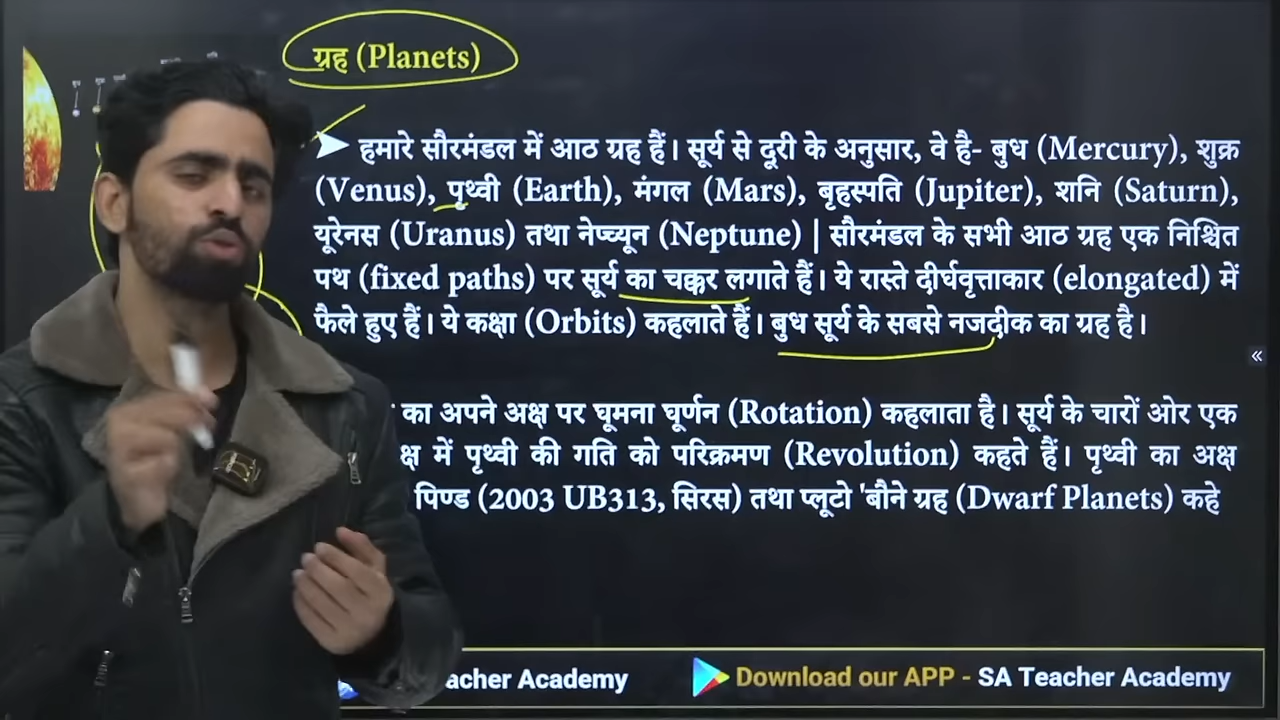 ग्रह (Planets)
➤ हमारे सौरमंडल में आठ ग्रह हैं। सूर्य से दूरी के अनुसार, वे है- बुध (Mercury), शुक्र
(Venus), पृथ्वी (Earth), मंगल (Mars), बृहस्पति (Jupiter), शनि (Saturn),
यूरेनस (Uranus) तथा नेप्च्यून (Neptune) | सौरमंडल के सभी आठ ग्रह एक निश्चित
पथ (fixed paths) पर सूर्य का चक्कर लगाते हैं। ये रास्ते दीर्घवृत्ताकार (elongated) में
फैले हुए हैं। ये कक्षा (Orbits) कहलाते हैं। बुध सूर्य के सबसे नजदीक का ग्रह है।
का अपने अक्ष पर घूमना घूर्णन (Rotation) कहलाता है। सूर्य के चारों ओर एक
क्ष में पृथ्वी की गति को परिक्रमण (Revolution) कहते हैं। पृथ्वी का अक्ष
पिण्ड (2003 UB313, सिरस) तथा प्लूटो 'बौने ग्रह (Dwarf Planets) कहे
acher Academy
Download our APP - SA Teacher Academy